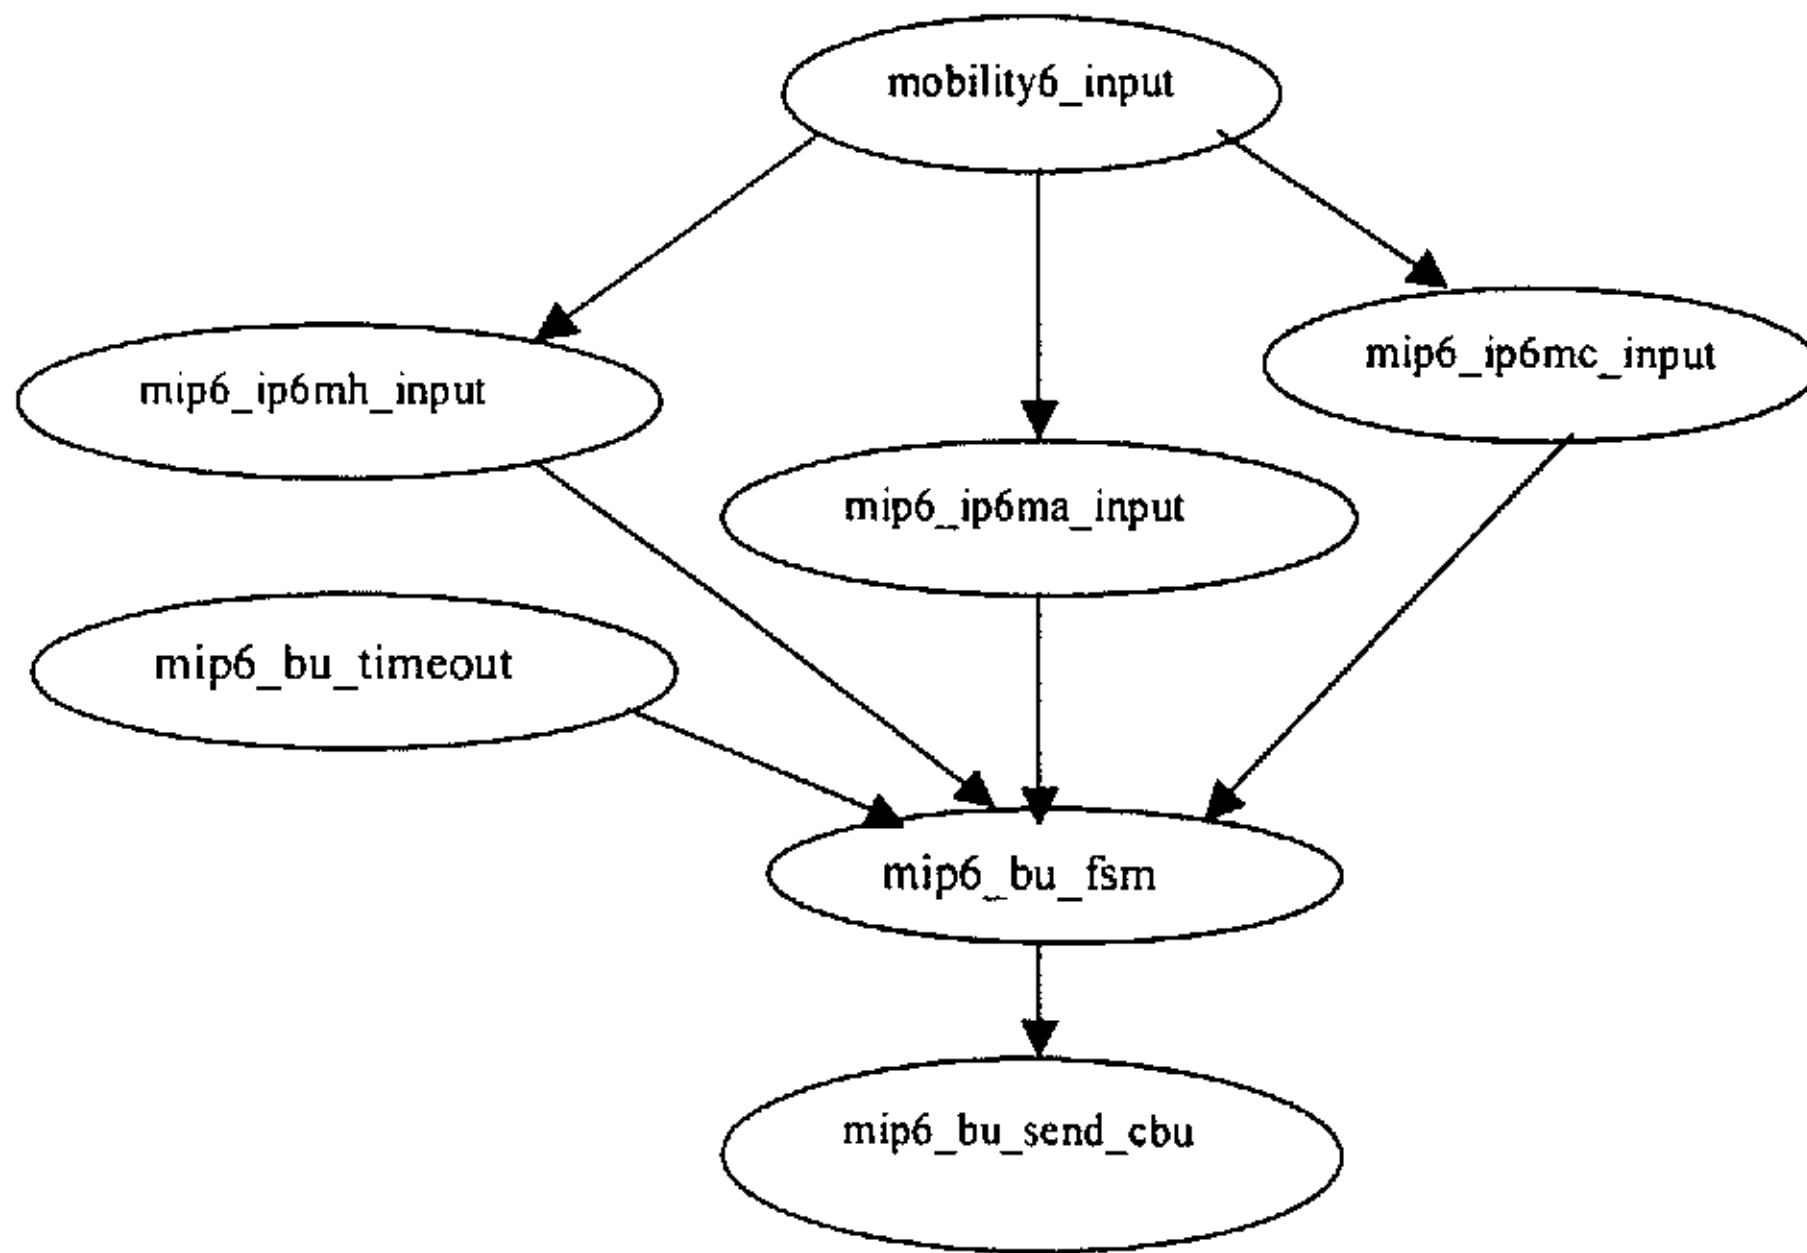 mobility6_input
mip6_ip6mh_input
mip6_ip6mc_input
mip6_ip6ma_input
mip6_bu_timeout
mip6_bu_fsm
mip6_bu_send_cbu